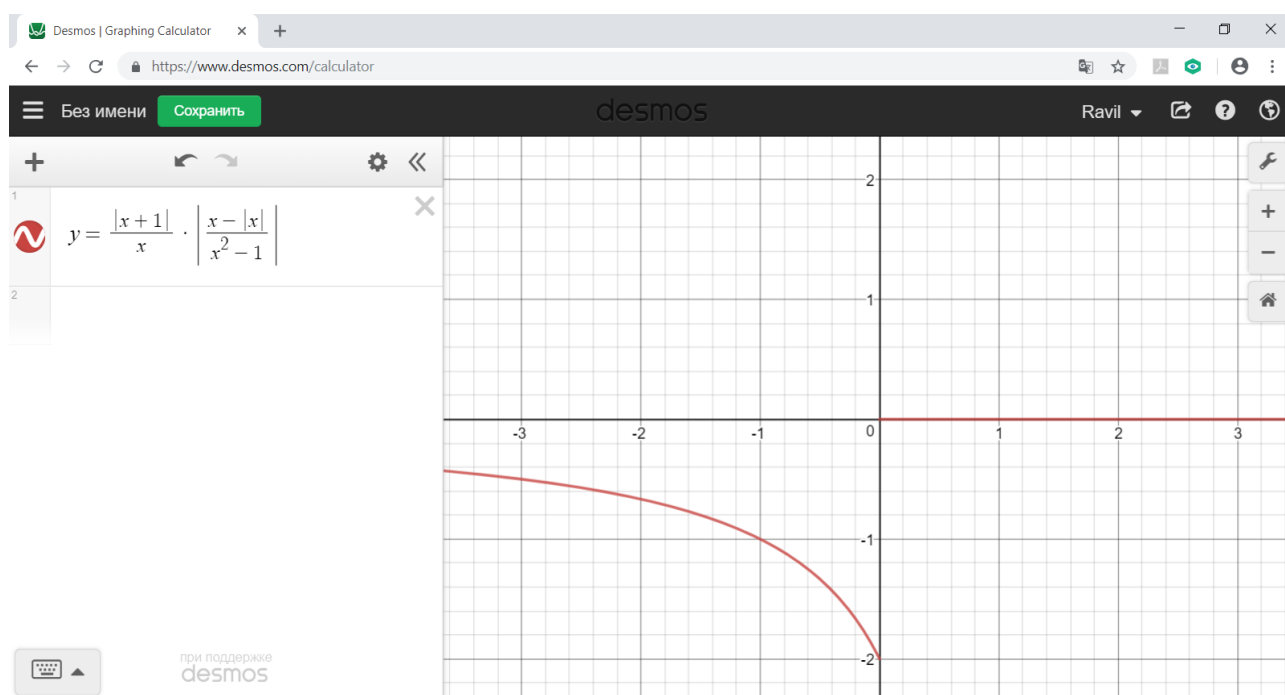 Desmos | Graphing Calculator
https://www.desmos.com/calculator
Без имени Сохранить desmos Ravil
1
y = |x + 1| / x · | (x − |x|) / (x² − 1) |
2
2
1
-3 -2 -1 0 1 2 3
-1
-2
при поддержке
desmos